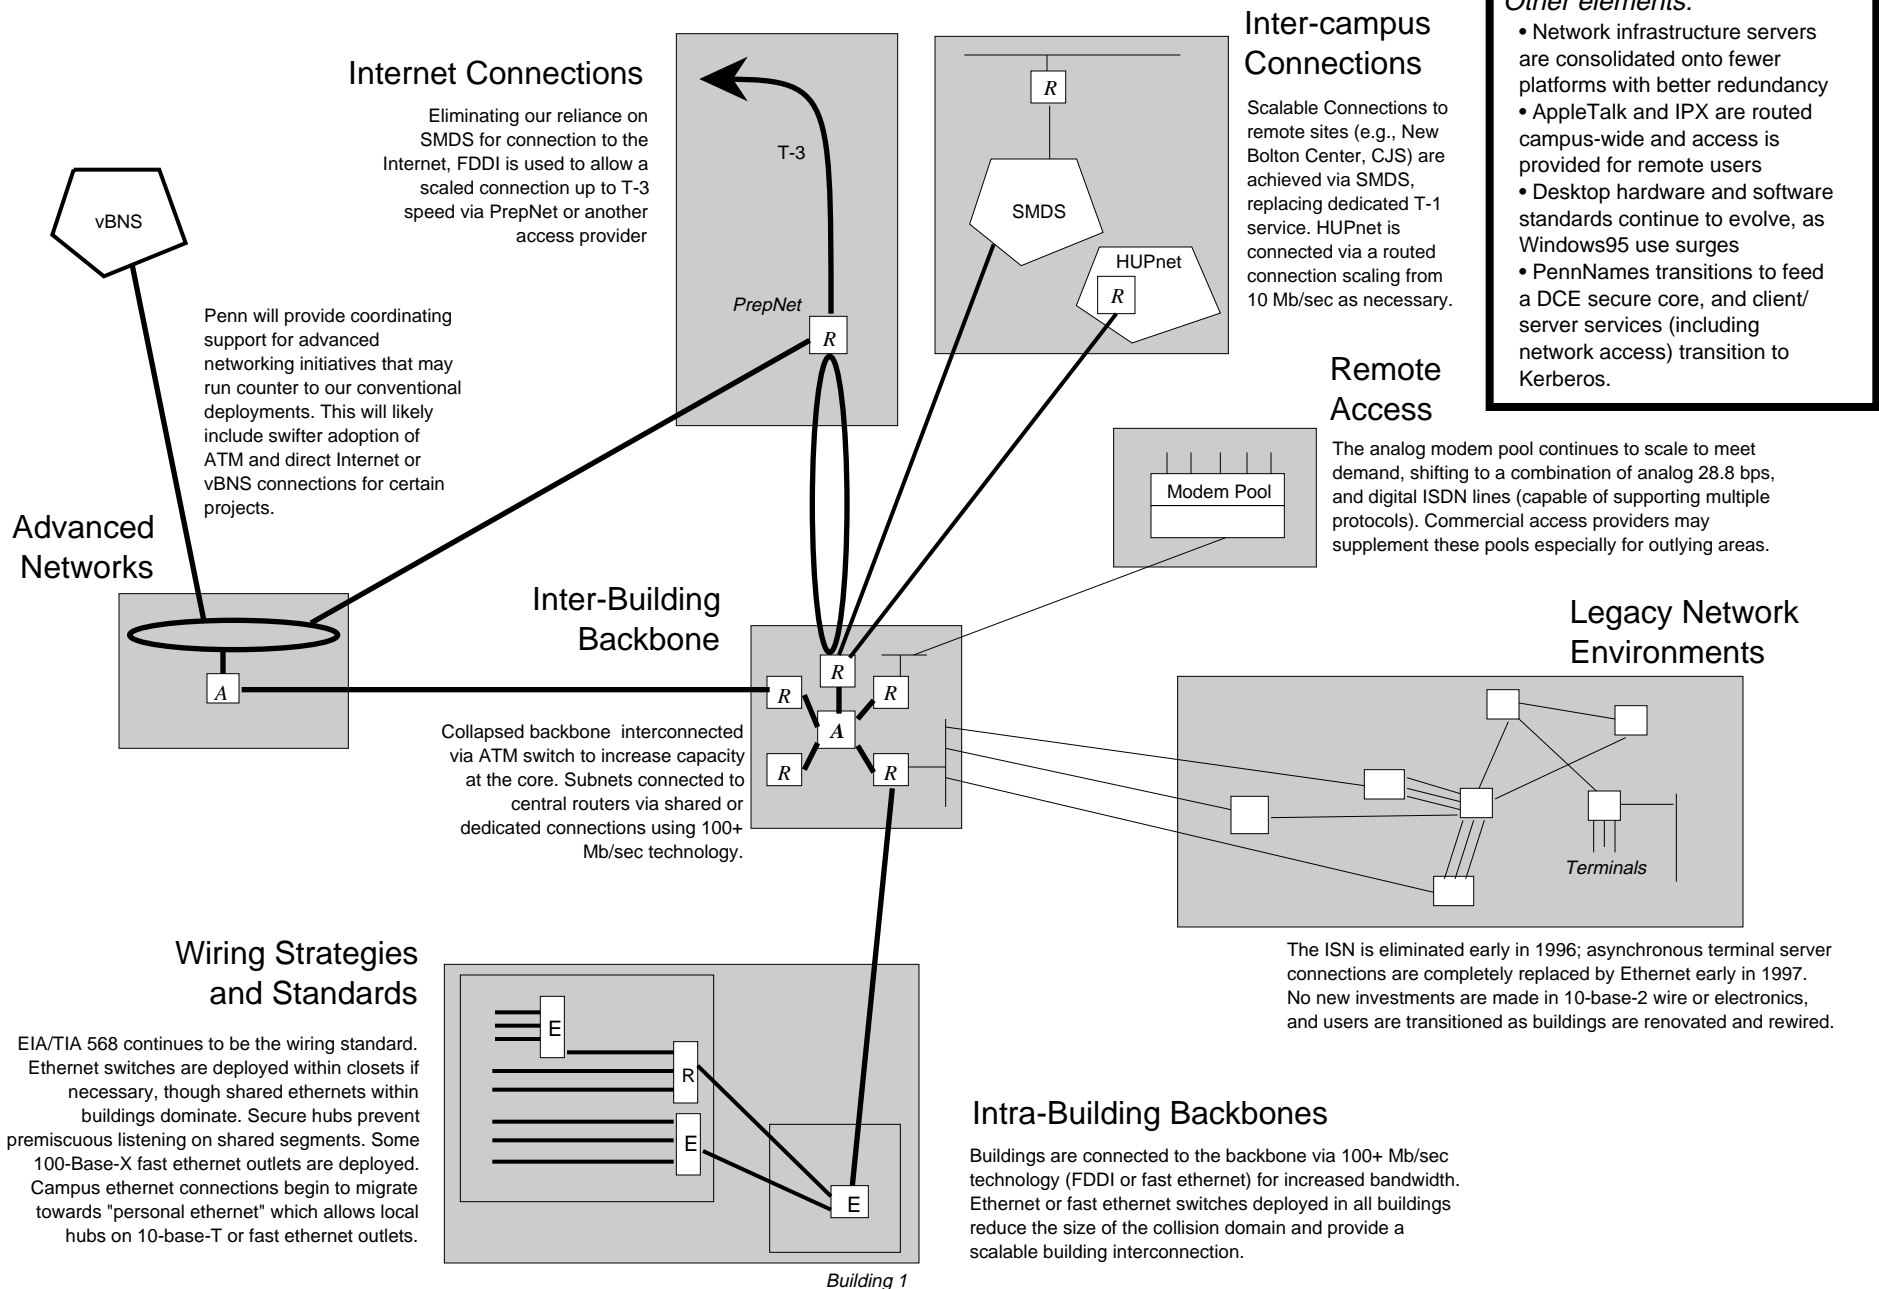 Internet Connections
Eliminating our reliance on
SMDS for connection to the
Internet, FDDI is used to allow a
scaled connection up to T-3
speed via PrepNet or another
access provider
T-3
PrepNet
R
Inter-campus
Connections
Scalable Connections to
remote sites (e.g., New
Bolton Center, CJS) are
achieved via SMDS,
replacing dedicated T-1
service. HUPnet is
connected via a routed
connection scaling from
10 Mb/sec as necessary.
R
SMDS
HUPnet
R
Other elements:
• Network infrastructure servers
are consolidated onto fewer
platforms with better redundancy
• AppleTalk and IPX are routed
campus-wide and access is
provided for remote users
• Desktop hardware and software
standards continue to evolve, as
Windows95 use surges
• PennNames transitions to feed
a DCE secure core, and client/
server services (including
network access) transition to
Kerberos.
vBNS
Penn will provide coordinating
support for advanced
networking initiatives that may
run counter to our conventional
deployments. This will likely
include swifter adoption of
ATM and direct Internet or
vBNS connections for certain
projects.
Advanced
Networks
A
Remote
Access
The analog modem pool continues to scale to meet
demand, shifting to a combination of analog 28.8 bps,
and digital ISDN lines (capable of supporting multiple
protocols). Commercial access providers may
supplement these pools especially for outlying areas.
Modem Pool
Inter-Building
Backbone
Collapsed backbone interconnected
via ATM switch to increase capacity
at the core. Subnets connected to
central routers via shared or
dedicated connections using 100+
Mb/sec technology.
R
R
R
A
R
R
Legacy Network
Environments
Terminals
The ISN is eliminated early in 1996; asynchronous terminal server
connections are completely replaced by Ethernet early in 1997.
No new investments are made in 10-base-2 wire or electronics,
and users are transitioned as buildings are renovated and rewired.
Wiring Strategies
and Standards
EIA/TIA 568 continues to be the wiring standard.
Ethernet switches are deployed within closets if
necessary, though shared ethernets within
buildings dominate. Secure hubs prevent
premiscuous listening on shared segments. Some
100-Base-X fast ethernet outlets are deployed.
Campus ethernet connections begin to migrate
towards "personal ethernet" which allows local
hubs on 10-base-T or fast ethernet outlets.
E
R
E
E
Building 1
Intra-Building Backbones
Buildings are connected to the backbone via 100+ Mb/sec
technology (FDDI or fast ethernet) for increased bandwidth.
Ethernet or fast ethernet switches deployed in all buildings
reduce the size of the collision domain and provide a
scalable building interconnection.